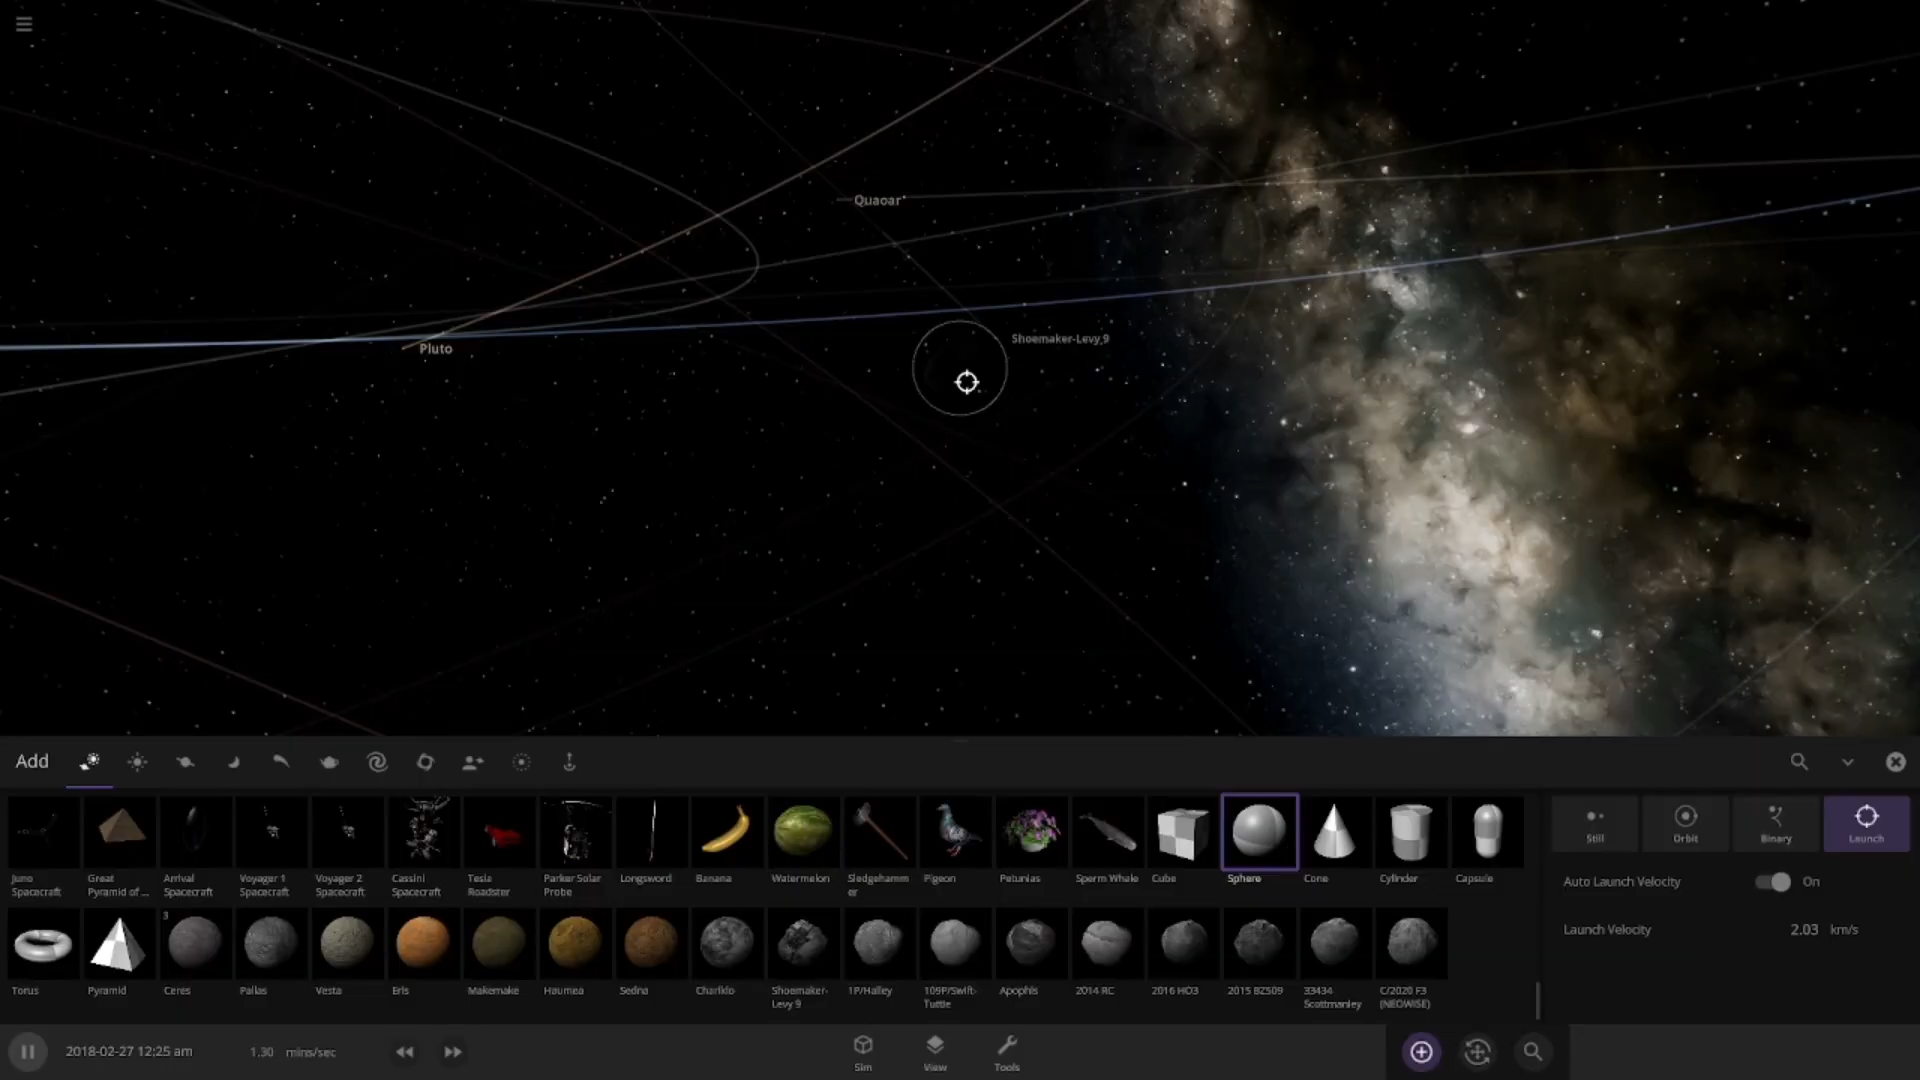 Quaoar
Shoemaker-Levy 9
Pluto
Add
Juno Spacecraft
Great Pyramid of ...
Arrival Spacecraft
Voyager 1 Spacecraft
Voyager 2 Spacecraft
Cassini Spacecraft
Tesla Roadster
Parker Solar Probe
Longsword
Banana
Watermelon
Sledgehammer
Pigeon
Petunias
Sperm Whale
Cube
Sphere
Cone
Cylinder
Capsule
Torus
Pyramid
3
Ceres
Pallas
Vesta
Eris
Makemake
Haumea
Sedna
Chariklo
Shoemaker-Levy 9
1P/Halley
109P/Swift-Tuttle
Apophis
2014 RC
2016 HO3
2015 BZ509
33434 Scottmanley
C/2020 F3 (NEOWISE)
Still
Orbit
Binary
Launch
Auto Launch Velocity On
Launch Velocity 2.03 km/s
2018-02-27 12:25 am
1.30 mins/sec
Sim
View
Tools